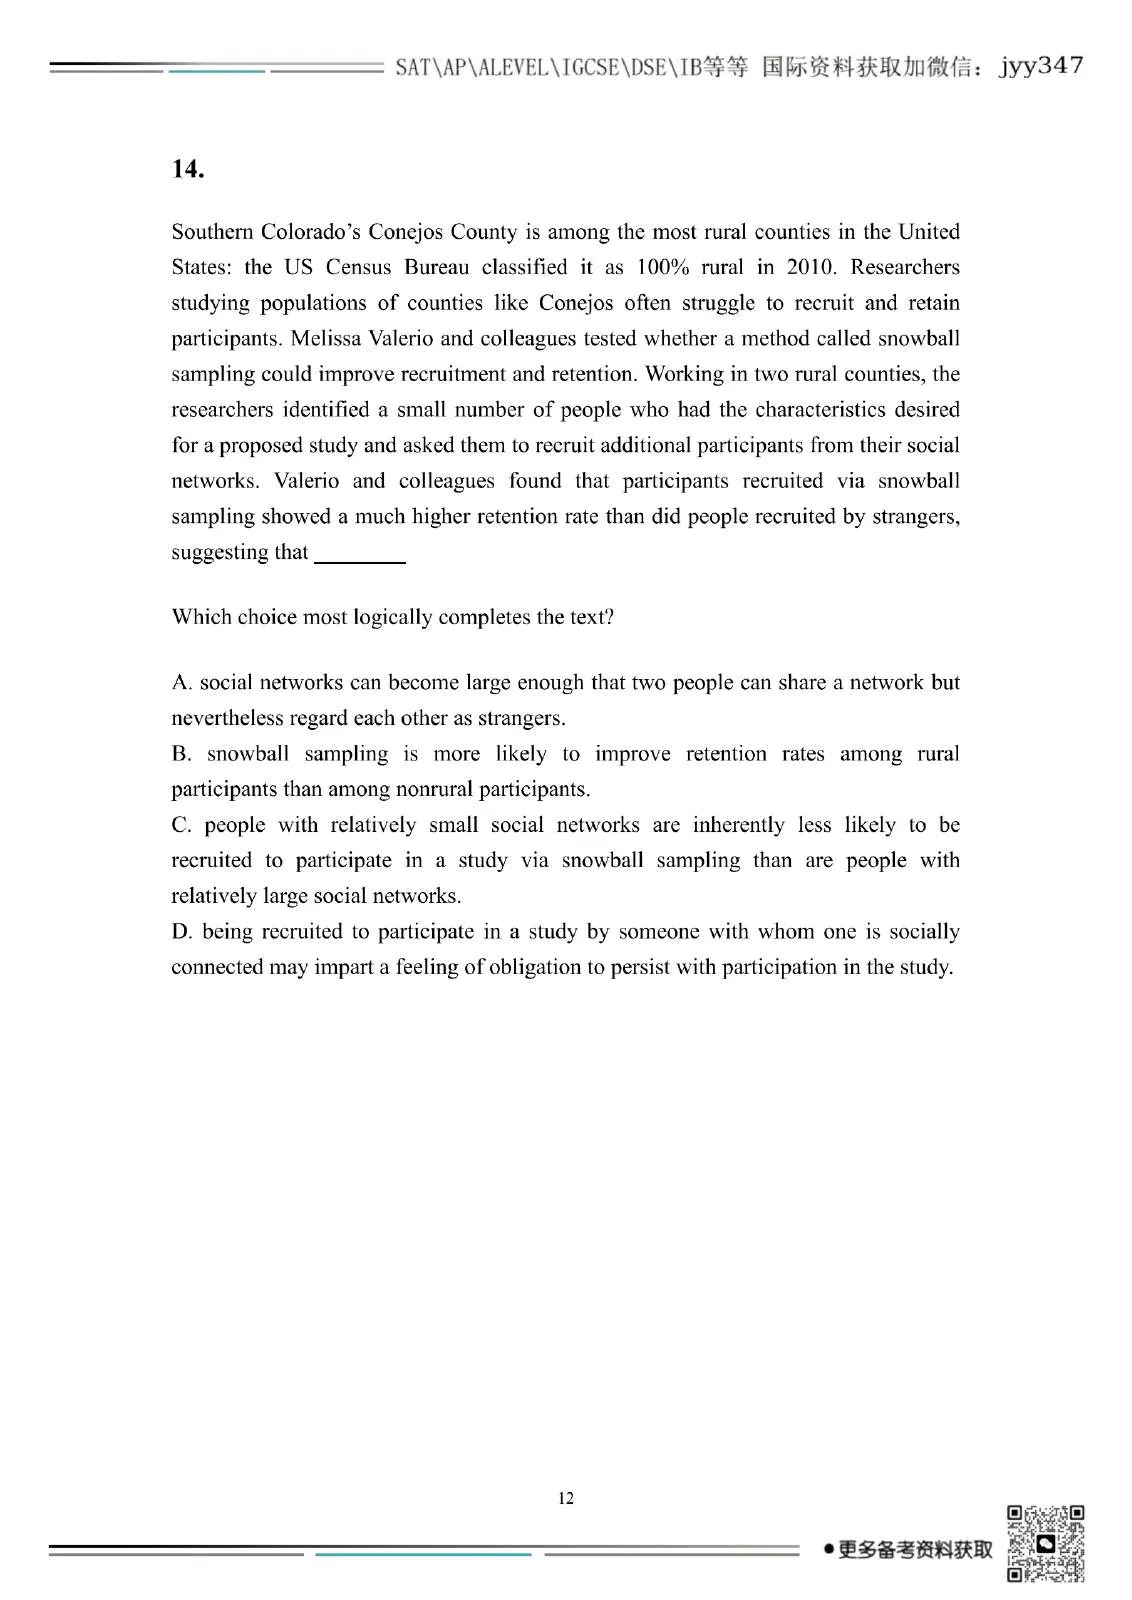 SAT\AP\ALEVEL\IGCSE\DSE\IB等等 国际资料获取加微信：jyy347
14.
Southern Colorado’s Conejos County is among the most rural counties in the United
States: the US Census Bureau classified it as 100% rural in 2010. Researchers
studying populations of counties like Conejos often struggle to recruit and retain
participants. Melissa Valerio and colleagues tested whether a method called snowball
sampling could improve recruitment and retention. Working in two rural counties, the
researchers identified a small number of people who had the characteristics desired
for a proposed study and asked them to recruit additional participants from their social
networks. Valerio and colleagues found that participants recruited via snowball
sampling showed a much higher retention rate than did people recruited by strangers,
suggesting that ________
Which choice most logically completes the text?
A. social networks can become large enough that two people can share a network but
nevertheless regard each other as strangers.
B. snowball sampling is more likely to improve retention rates among rural
participants than among nonrural participants.
C. people with relatively small social networks are inherently less likely to be
recruited to participate in a study via snowball sampling than are people with
relatively large social networks.
D. being recruited to participate in a study by someone with whom one is socially
connected may impart a feeling of obligation to persist with participation in the study.
12
●更多备考资料获取